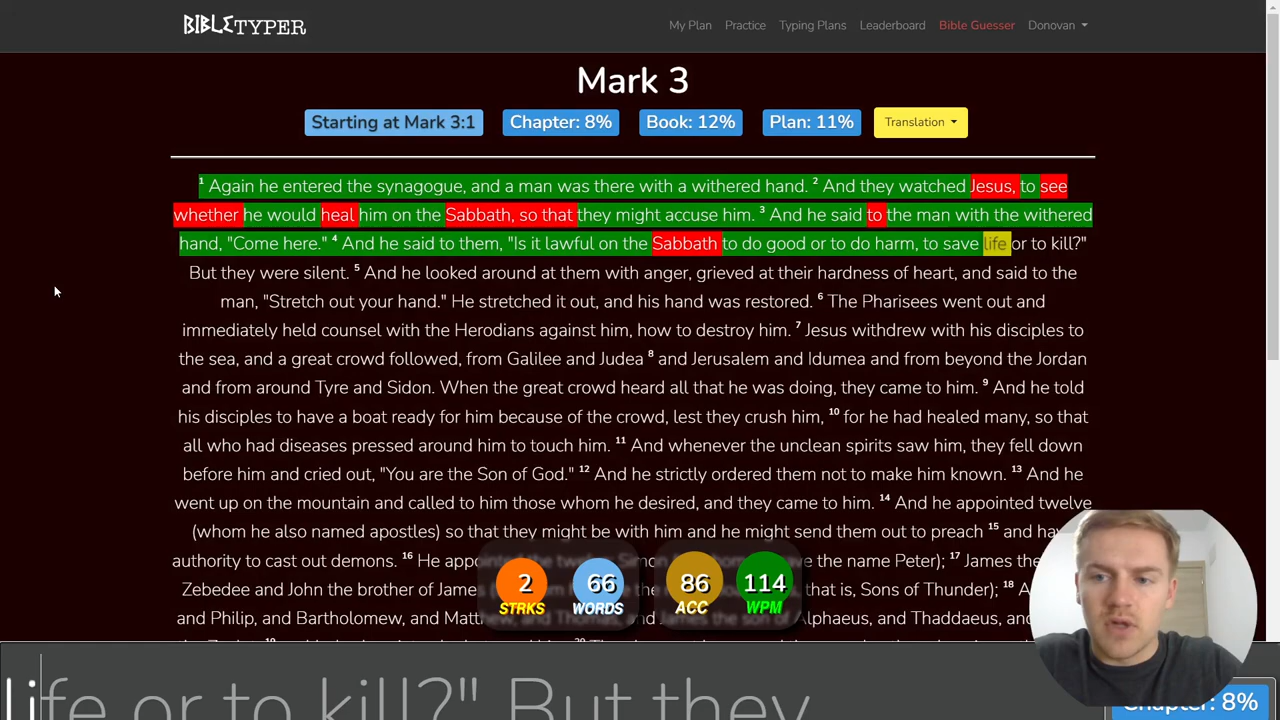 BIBLETYPER
My Plan Practice Typing Plans Leaderboard Bible Guesser Donovan
Mark 3
Starting at Mark 3:1 Chapter: 8% Book: 12% Plan: 11% Translation
1 Again he entered the synagogue, and a man was there with a withered hand. 2 And they watched Jesus, to see
whether he would heal him on the Sabbath, so that they might accuse him. 3 And he said to the man with the withered
hand, "Come here." 4 And he said to them, "Is it lawful on the Sabbath to do good or to do harm, to save life or to kill?"
But they were silent. 5 And he looked around at them with anger, grieved at their hardness of heart, and said to the
man, "Stretch out your hand." He stretched it out, and his hand was restored. 6 The Pharisees went out and
immediately held counsel with the Herodians against him, how to destroy him. 7 Jesus withdrew with his disciples to
the sea, and a great crowd followed, from Galilee and Judea 8 and Jerusalem and Idumea and from beyond the Jordan
and from around Tyre and Sidon. When the great crowd heard all that he was doing, they came to him. 9 And he told
his disciples to have a boat ready for him because of the crowd, lest they crush him, 10 for he had healed many, so that
all who had diseases pressed around him to touch him. 11 And whenever the unclean spirits saw him, they fell down
before him and cried out, "You are the Son of God." 12 And he strictly ordered them not to make him known. 13 And he
went up on the mountain and called to him those whom he desired, and they came to him. 14 And he appointed twelve
(whom he also named apostles) so that they might be with him and he might send them out to preach 15 and hav
authority to cast out demons. 16 He appointed the twelve: Simon the name Peter); 17 James the
Zebedee and John the brother of James that is, Sons of Thunder); 18 A
and Philip, and Bartholomew, and Matthew, and Thomas, and James the son of Alphaeus, and Thaddaeus, and
2 STRKS 66 WORDS 86 ACC 114 WPM
life or to kill?" But they
Chapter: 8%